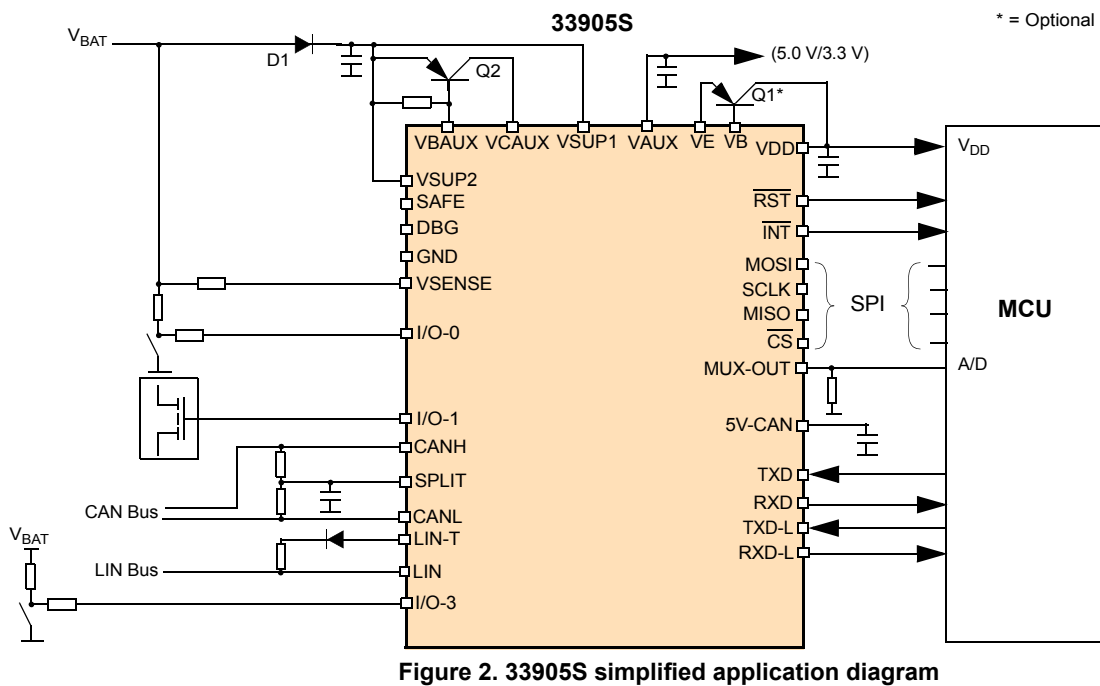 33905S
* = Optional
VBAT
D1
Q2
(5.0 V/3.3 V)
Q1*
VBAUX
VCAUX
VSUP1
VAUX
VE
VB
VDD
VDD
VSUP2
SAFE
RST
DBG
INT
GND
MOSI
VSENSE
SCLK
SPI
MCU
MISO
I/O-0
CS
MUX-OUT
A/D
I/O-1
5V-CAN
CANH
TXD
SPLIT
RXD
CAN Bus
CANL
TXD-L
VBAT
LIN-T
RXD-L
LIN Bus
LIN
I/O-3
Figure 2. 33905S simplified application diagram